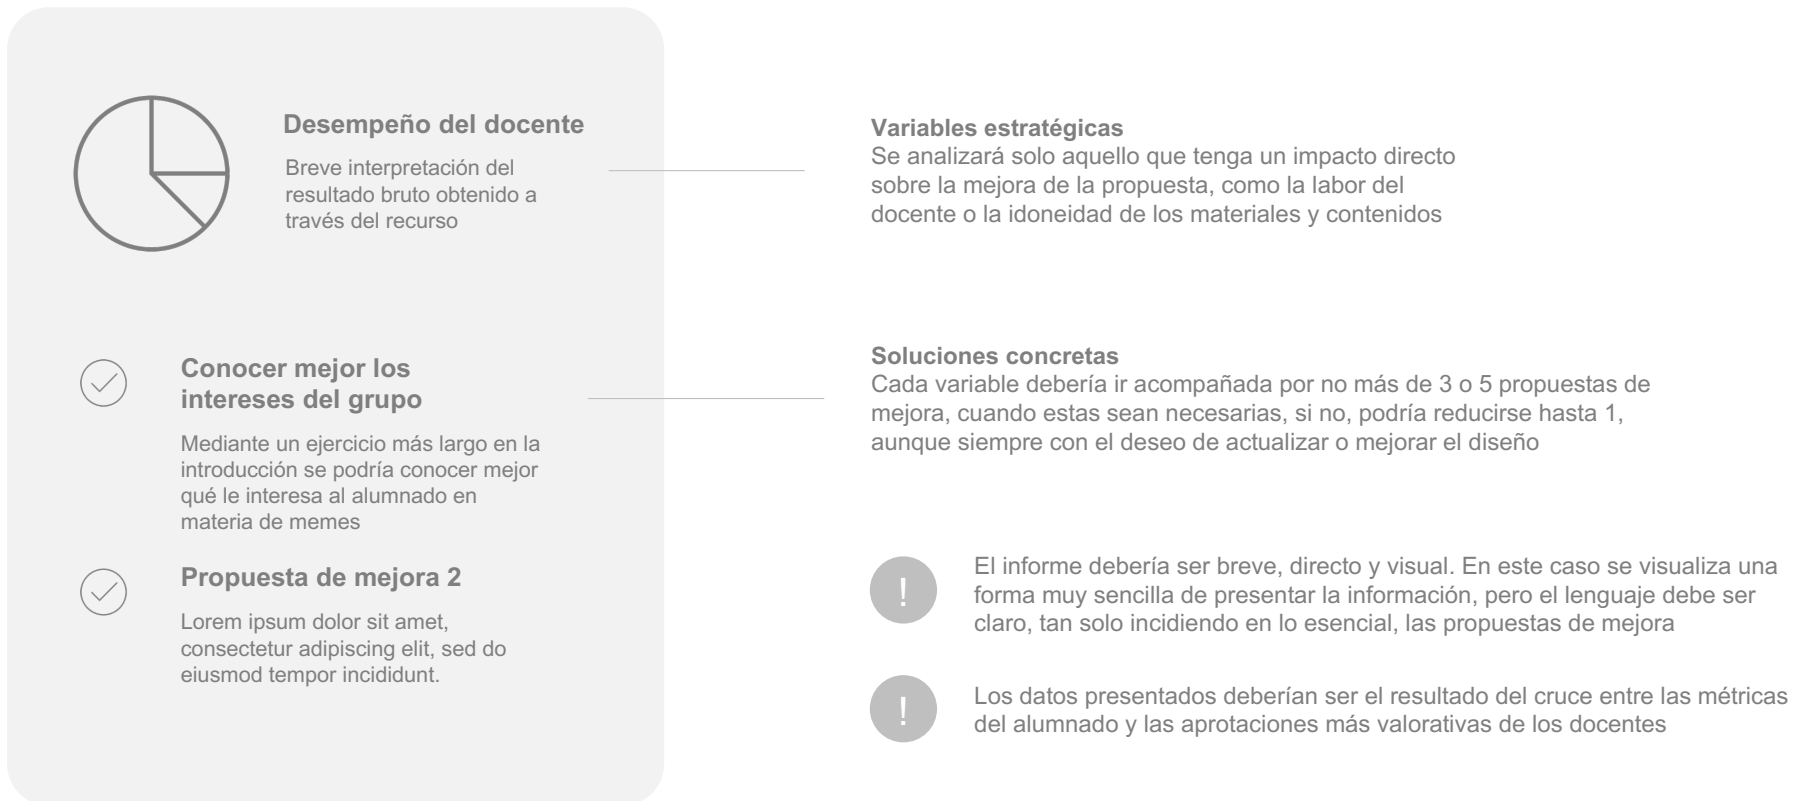 Desempeño del docente
Breve interpretación del
resultado bruto obtenido a
través del recurso
Conocer mejor los
intereses del grupo
Mediante un ejercicio más largo en la
introducción se podría conocer mejor
qué le interesa al alumnado en
materia de memes
Propuesta de mejora 2
Lorem ipsum dolor sit amet,
consectetur adipiscing elit, sed do
eiusmod tempor incididunt.
Variables estratégicas
Se analizará solo aquello que tenga un impacto directo
sobre la mejora de la propuesta, como la labor del
docente o la idoneidad de los materiales y contenidos
Soluciones concretas
Cada variable debería ir acompañada por no más de 3 o 5 propuestas de
mejora, cuando estas sean necesarias, si no, podría reducirse hasta 1,
aunque siempre con el deseo de actualizar o mejorar el diseño
!
El informe debería ser breve, directo y visual. En este caso se visualiza una
forma muy sencilla de presentar la información, pero el lenguaje debe ser
claro, tan solo incidiendo en lo esencial, las propuestas de mejora
!
Los datos presentados deberían ser el resultado del cruce entre las métricas
del alumnado y las aprotaciones más valorativas de los docentes